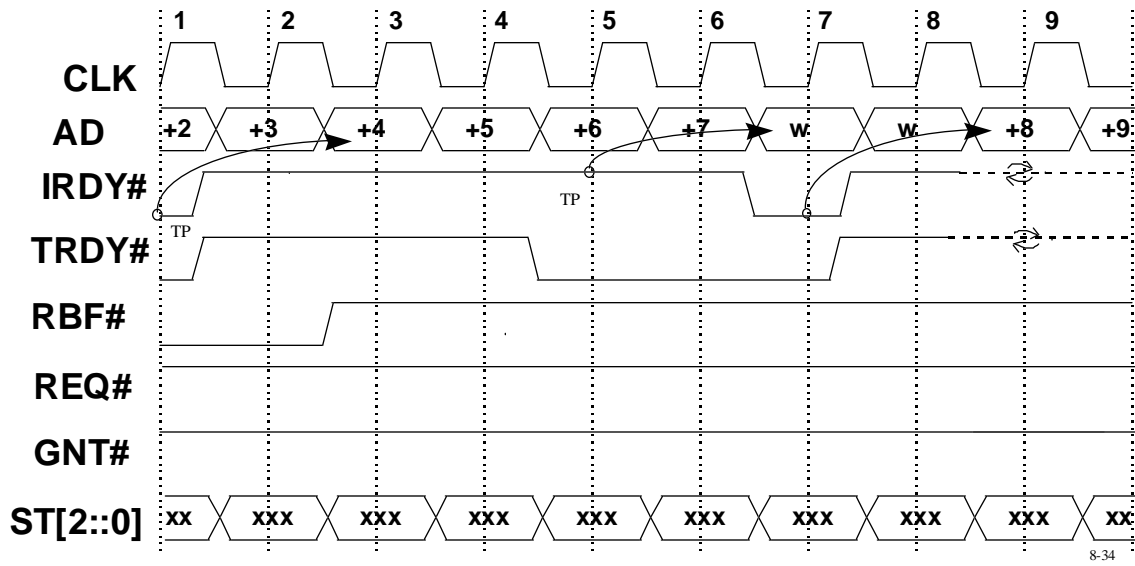 1 2 3 4 5 6 7 8 9
CLK
AD +2 +3 +4 +5 +6 +7 w w +8 +9
IRDY#
TP
TP
TRDY#
RBF#
REQ#
GNT#
ST[2::0] xx xxx xxx xxx xxx xxx xxx xxx xxx xx
8-34